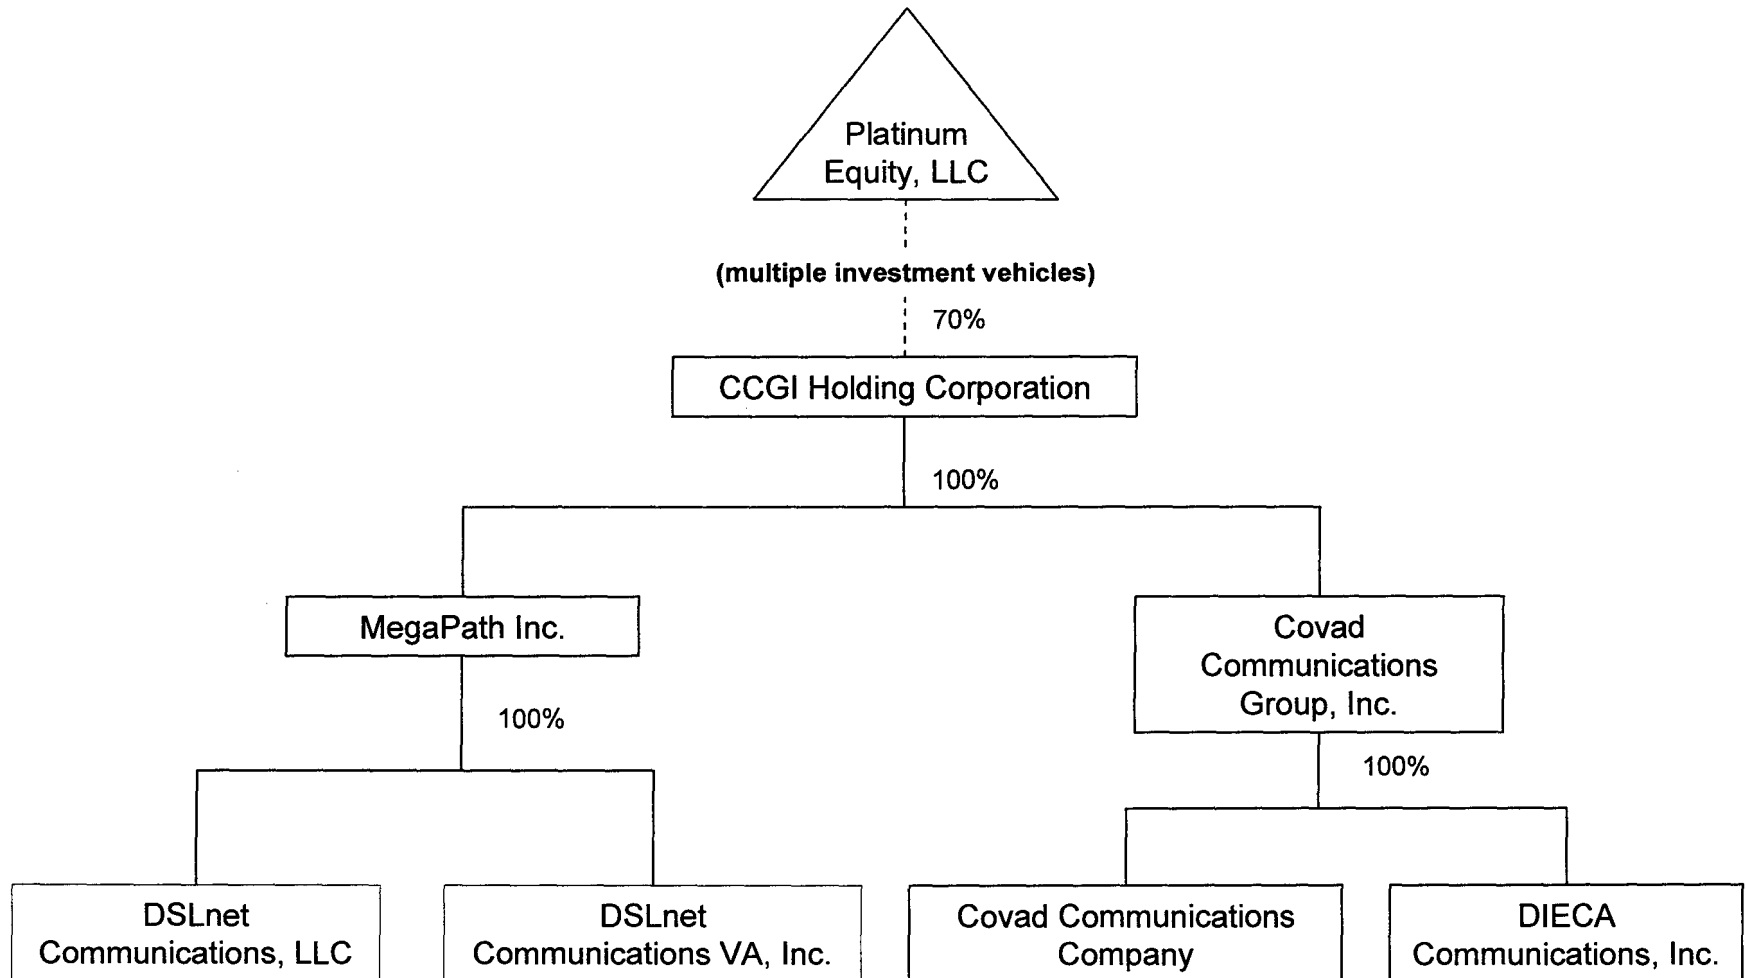 Platinum
Equity, LLC
(multiple investment vehicles)
70%
CCGI Holding Corporation
100%
MegaPath Inc.
Covad
Communications
Group, Inc.
100%
100%
DSLnet
Communications, LLC
DSLnet
Communications VA, Inc.
Covad Communications
Company
DIECA
Communications, Inc.